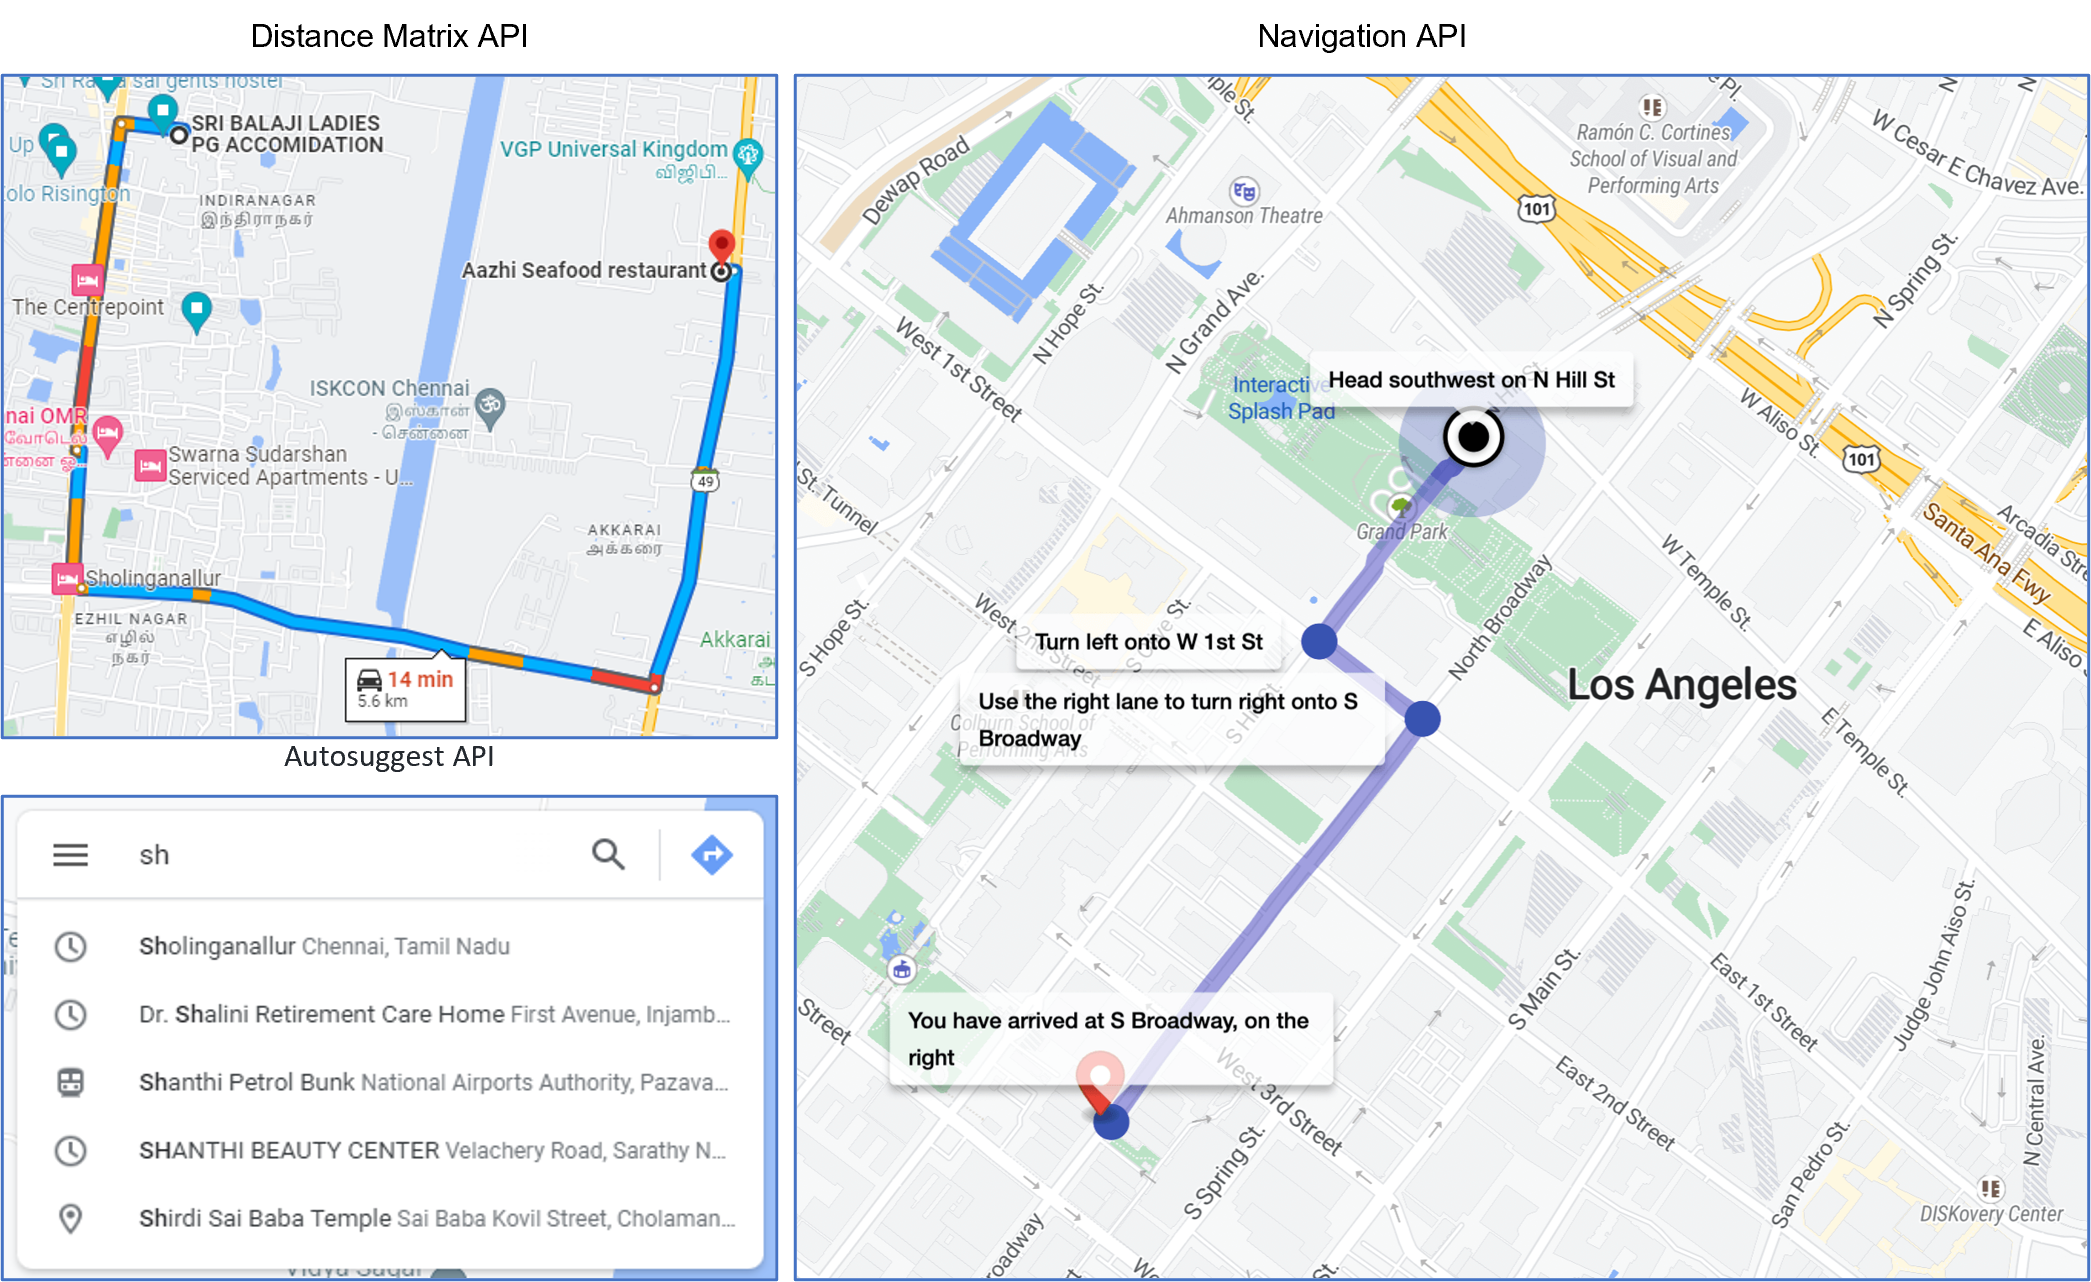 Distance Matrix API
Navigation API
SRI BALAJI LADIES
PG ACCOMIDATION
Up
olo Risington
INDIRANAGAR
இந்திராநகர்
VGP Universal Kingdom
விஜிபி...
Aazhi Seafood restaurant
The Centrepoint
ISKCON Chennai
இஸ்கான்
- சென்னை
nai OMR
Swarna Sudarshan
Serviced Apartments - U...
49
AKKARAI
அக்கரை
Sholinganallur
EZHIL NAGAR
எழில்
நகர்
14 min
5.6 km
Akkarai
Autosuggest API
sh
Sholinganallur Chennai, Tamil Nadu
Dr. Shalini Retirement Care Home First Avenue, Injamb...
Shanthi Petrol Bunk National Airports Authority, Pazava...
SHANTHI BEAUTY CENTER Velachery Road, Sarathy N...
Shirdi Sai Baba Temple Sai Baba Kovil Street, Cholaman...
ple St.
e Pl.
Dewap Road
Ramón C. Cortines
School of Visual and
Performing Arts
W Cesar E Chavez Ave.
Ahmanson Theatre
101
N Hope St.
N Grand Ave.
N Spring St.
West 1st Street
Interactive
Splash Pad
Head southwest on N Hill St
W Aliso St.
101
St. Tunnel
Grand Park
Santa Ana Fwy
Arcadia Stre
W Temple St.
North Broadway
S Hope St.
West 2nd Street
Turn left onto W 1st St
E Aliso
Los Angeles
Use the right lane to turn right onto S
Broadway
Colburn School of
Performing Arts
E Temple St.
Judge John Aiso St.
S Main St.
East 1st Street
Street
You have arrived at S Broadway, on the
right
West 3rd Street
East 2nd Street
N Central Ave.
S Spring St.
San Pedro St.
DISKovery Center
roadway
St.